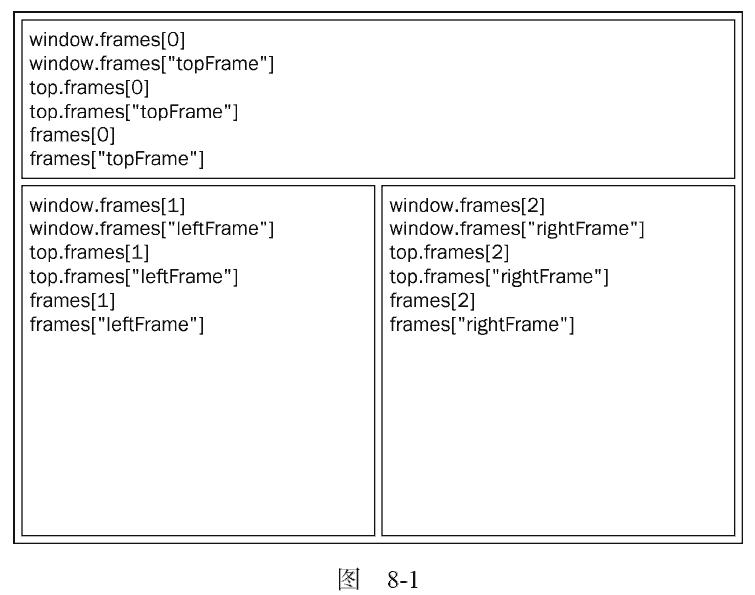 window.frames[0]
window.frames["topFrame"]
top.frames[0]
top.frames["topFrame"]
frames[0]
frames["topFrame"]
window.frames[1]
window.frames["leftFrame"]
top.frames[1]
top.frames["leftFrame"]
frames[1]
frames["leftFrame"]
window.frames[2]
window.frames["rightFrame"]
top.frames[2]
top.frames["rightFrame"]
frames[2]
frames["rightFrame"]
图 8-1